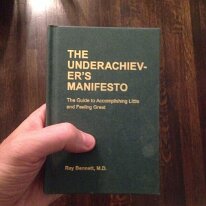 THE
UNDERACHIEV-
ER'S
MANIFESTO
The Guide to Accomplishing Little
and Feeling Great
Ray Bennett, M.D.